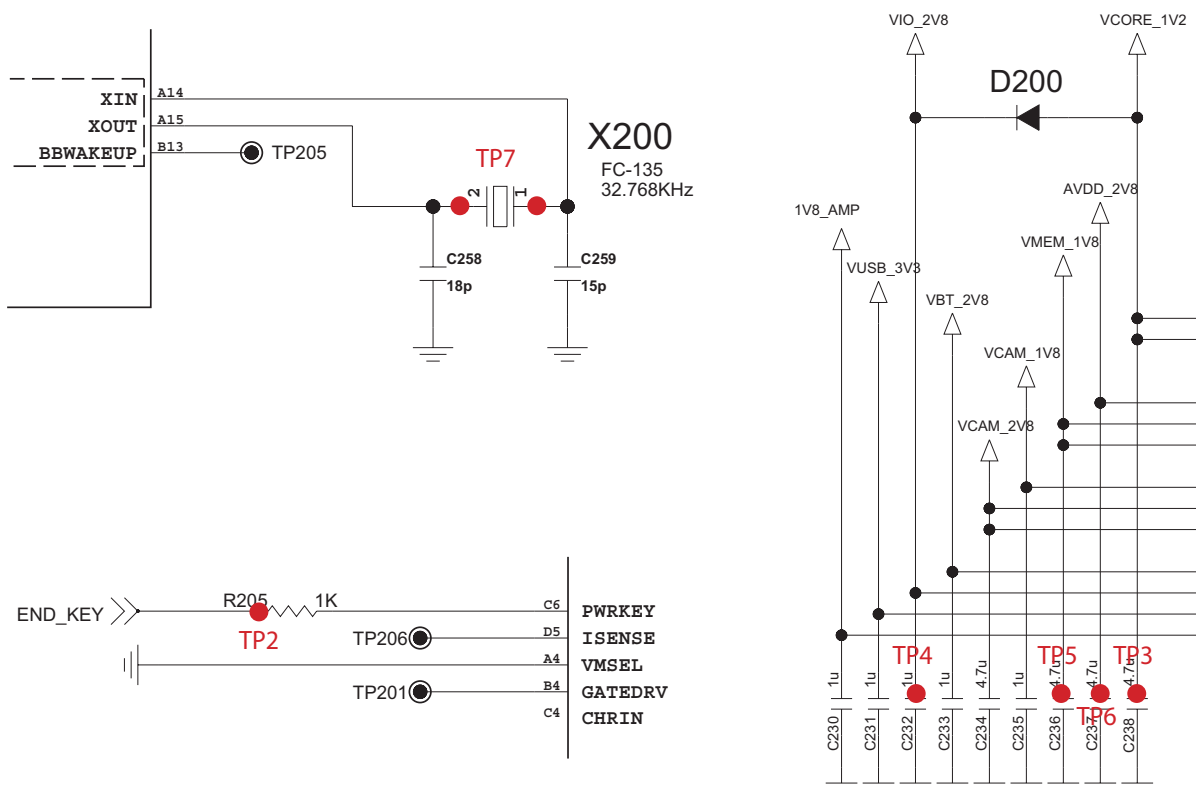 XIN
A14
XOUT
A15
BBWAKEUP
B13
TP205
TP7
2
1
X200
FC-135
32.768KHz
C258
18p
C259
15p
VIO_2V8
VCORE_1V2
D200
AVDD_2V8
1V8_AMP
VMEM_1V8
VUSB_3V3
VBT_2V8
VCAM_1V8
VCAM_2V8
END_KEY
R205
1K
TP2
C6
PWRKEY
TP206
D5
ISENSE
A4
VMSEL
TP201
B4
GATEDRV
C4
CHRIN
TP4
TP5
TP3
TP6
1u
1u
1u
1u
4.7u
1u
4.7u
4.7u
4.7u
C230
C231
C232
C233
C234
C235
C236
C237
C238